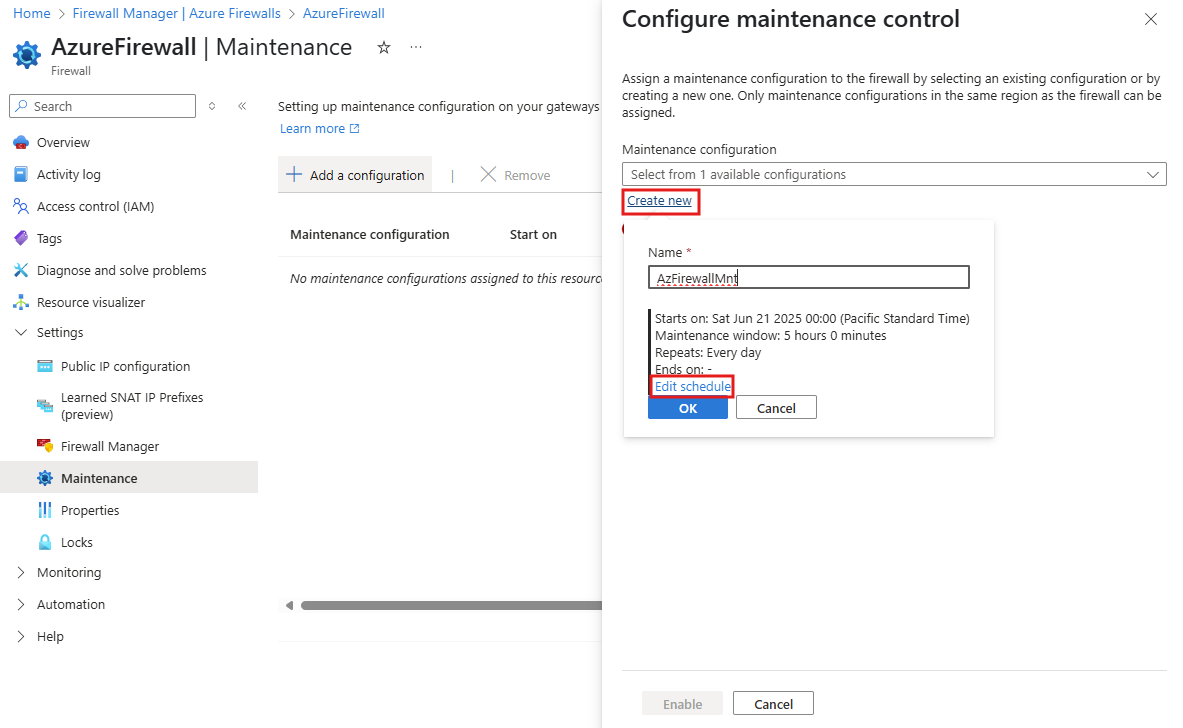 Home > Firewall Manager | Azure Firewalls > AzureFirewall
AzureFirewall | Maintenance
Firewall
Search
Overview
Activity log
Access control (IAM)
Tags
Diagnose and solve problems
Resource visualizer
Settings
Public IP configuration
Learned SNAT IP Prefixes
(preview)
Firewall Manager
Maintenance
Properties
Locks
Monitoring
Automation
Help
Setting up maintenance configuration on your gateways
Learn more
Add a configuration | Remove
Maintenance configuration Start on
No maintenance configurations assigned to this resourc
Configure maintenance control
Assign a maintenance configuration to the firewall by selecting an existing configuration or by
creating a new one. Only maintenance configurations in the same region as the firewall can be
assigned.
Maintenance configuration
Select from 1 available configurations
Create new
Name *
AzFirewallMnt
Starts on: Sat Jun 21 2025 00:00 (Pacific Standard Time)
Maintenance window: 5 hours 0 minutes
Repeats: Every day
Ends on: -
Edit schedule
OK Cancel
Enable Cancel